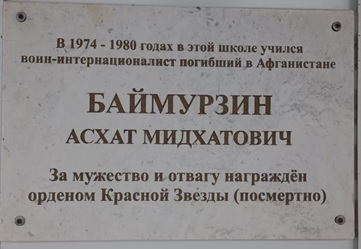 В 1974 - 1980 годах в этой школе учился
воин-интернационалист погибший в Афганистане
БАЙМУРЗИН
АСХАТ МИДХАТОВИЧ
За мужество и отвагу награждён
орденом Красной Звезды (посмертно)